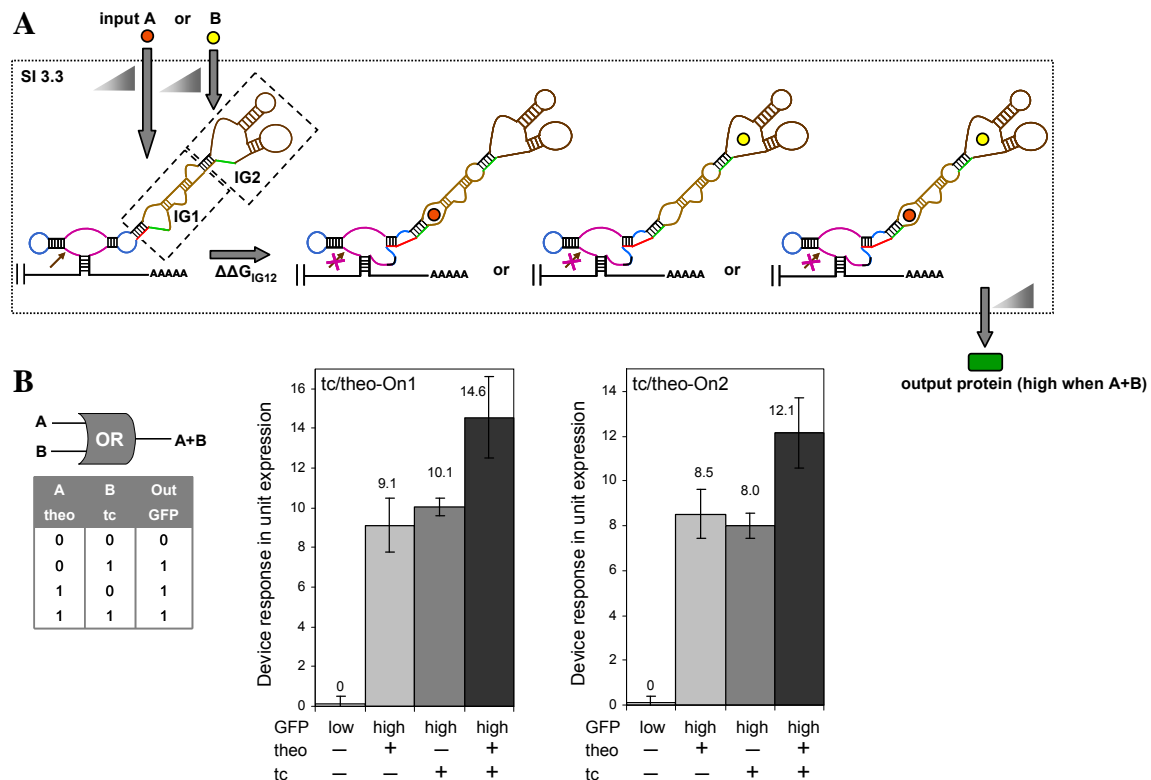 A
input A or B
SI 3.3
IG1
IG2
ΔΔG IG12
AAAAA
AAAAA
or
AAAAA
or
AAAAA
output protein (high when A+B)
B
A
B
OR
A+B
A B Out
theo tc GFP
0 0 0
0 1 1
1 0 1
1 1 1
tc/theo-On1
Device response in unit expression
16
14
12
10
8
6
4
2
0
0
9.1
10.1
14.6
GFP low high high high
theo — + — +
tc — — + +
tc/theo-On2
Device response in unit expression
14
12
10
8
6
4
2
0
0
8.5
8.0
12.1
GFP low high high high
theo — + — +
tc — — + +